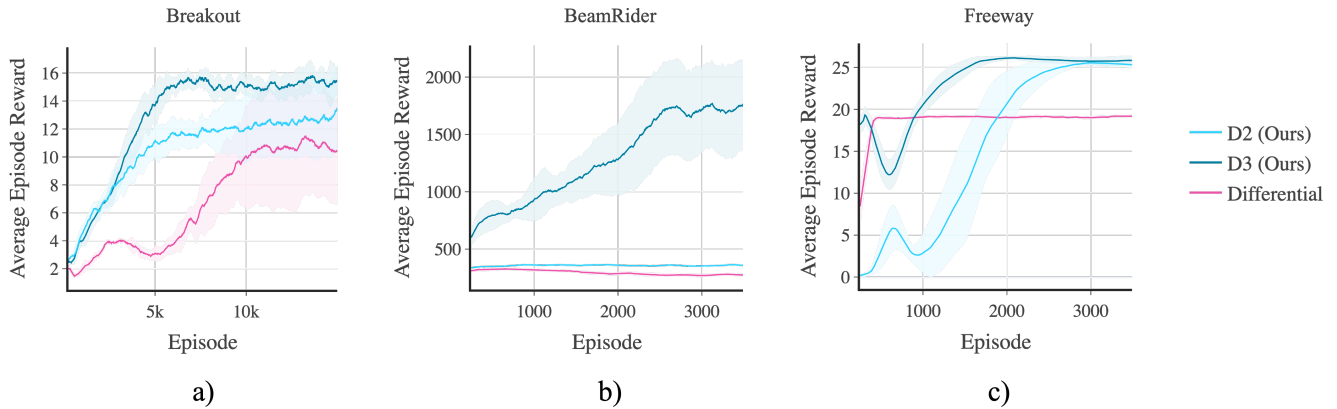 Breakout
BeamRider
Freeway
Average Episode Reward
16
14
12
10
8
6
4
2
5k
10k
Episode
Average Episode Reward
2000
1500
1000
500
1000
2000
3000
Episode
Average Episode Reward
25
20
15
10
5
0
1000
2000
3000
Episode
D2 (Ours)
D3 (Ours)
Differential
a)
b)
c)